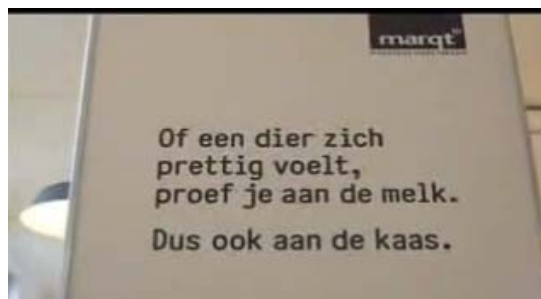 marqt
Of een dier zich
prettig voelt,
proef je aan de melk.
Dus ook aan de kaas.